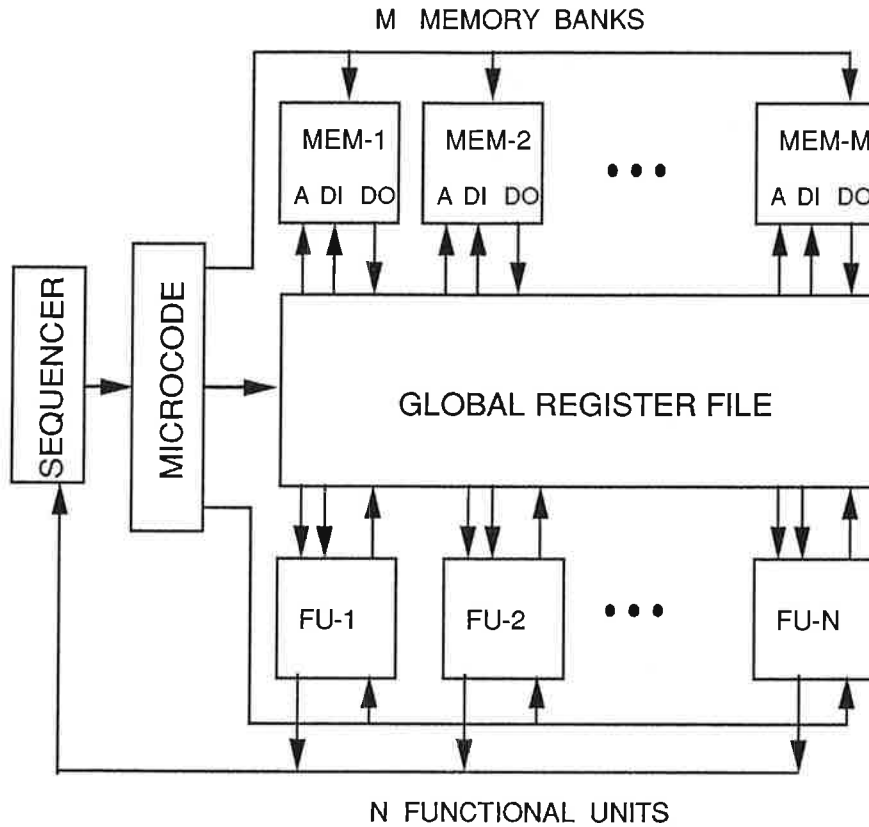 M MEMORY BANKS
MEM-1
MEM-2
MEM-M
A DI DO
A DI DO
A DI DO
SEQUENCER
MICROCODE
GLOBAL REGISTER FILE
FU-1
FU-2
FU-N
N FUNCTIONAL UNITS